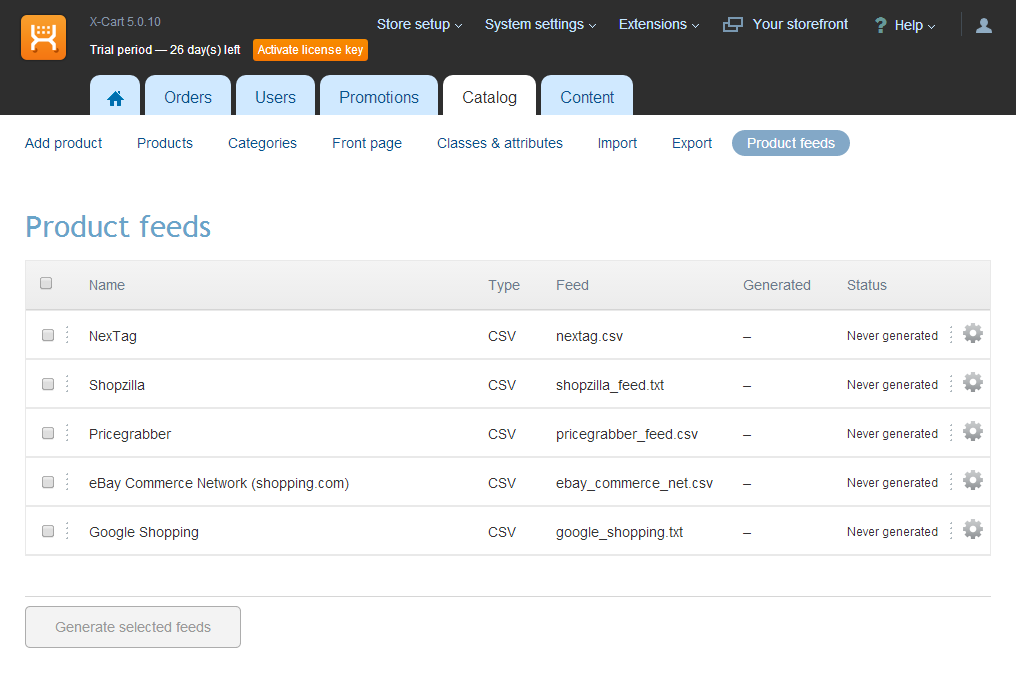 X-Cart 5.0.10
Store setup System settings Extensions Your storefront ? Help
Trial period — 26 day(s) left Activate license key
Orders Users Promotions Catalog Content
Add product Products Categories Front page Classes & attributes Import Export Product feeds
Product feeds
Name Type Feed Generated Status
NexTag CSV nextag.csv – Never generated
Shopzilla CSV shopzilla_feed.txt – Never generated
Pricegrabber CSV pricegrabber_feed.csv – Never generated
eBay Commerce Network (shopping.com) CSV ebay_commerce_net.csv – Never generated
Google Shopping CSV google_shopping.txt – Never generated
Generate selected feeds